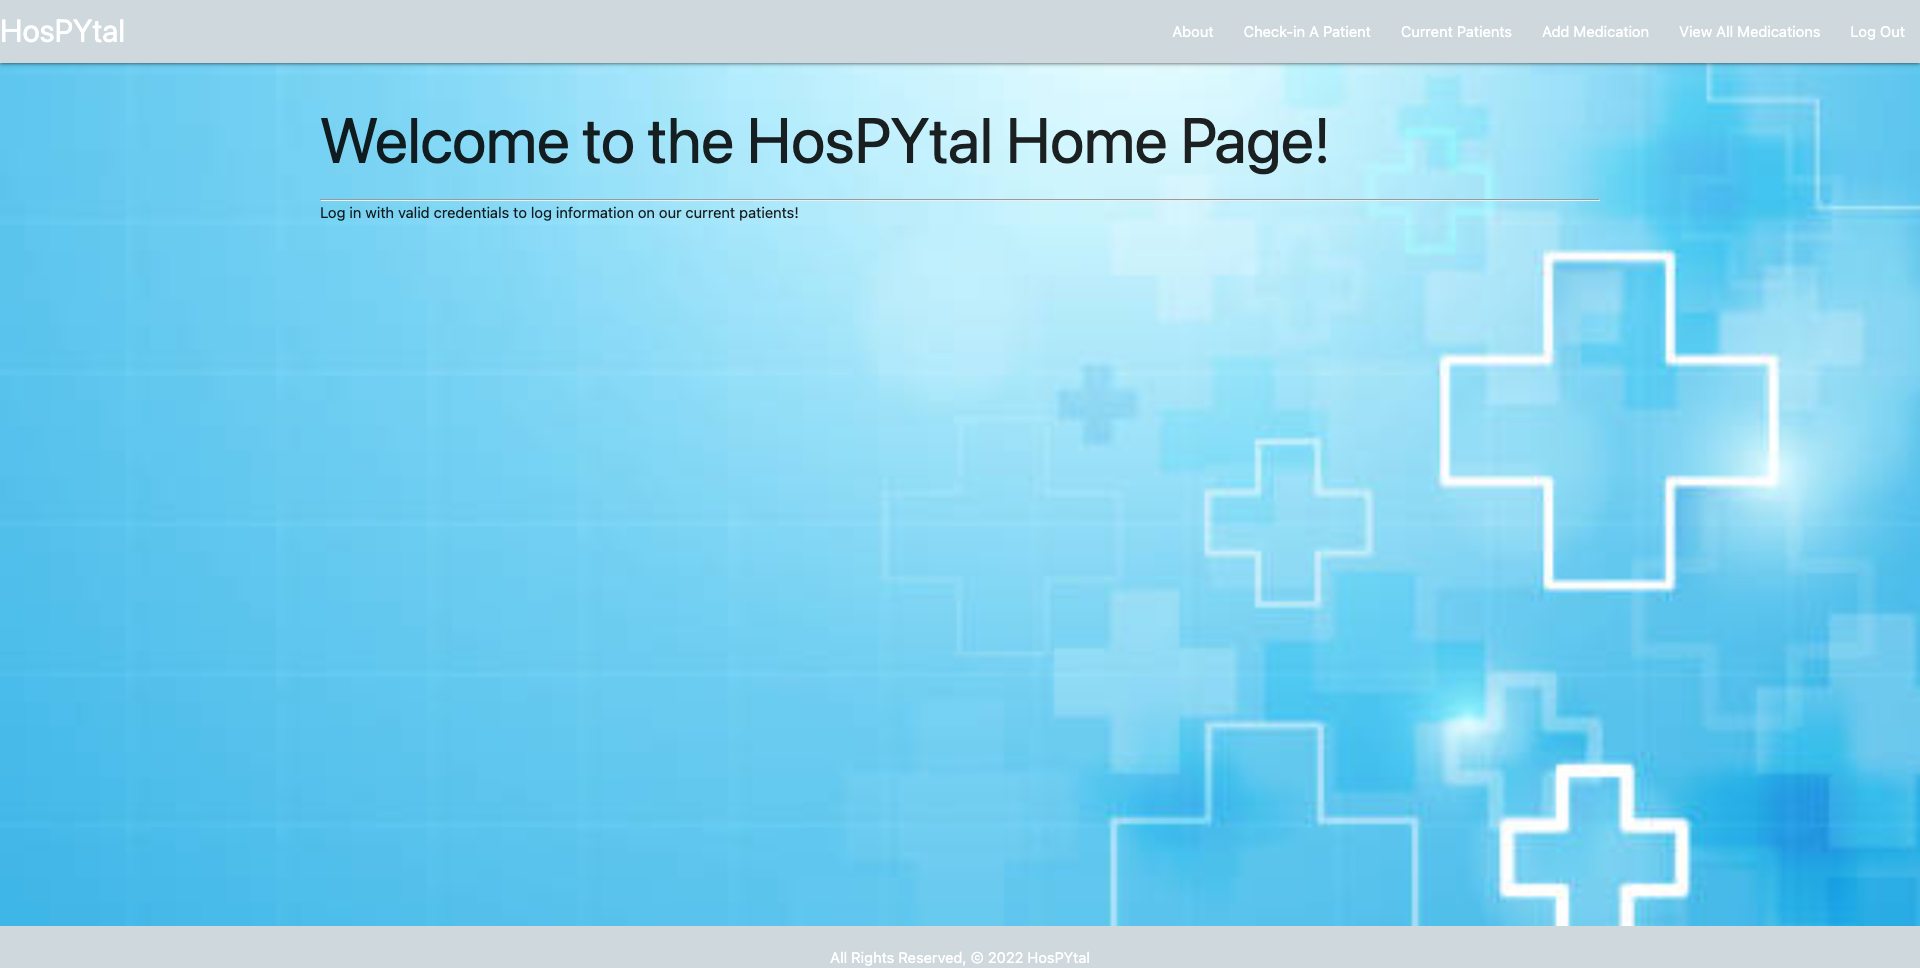 HosPYtal
About Check-in A Patient Current Patients Add Medication View All Medications Log Out
Welcome to the HosPYtal Home Page!
Log in with valid credentials to log information on our current patients!
All Rights Reserved, © 2022 HosPYtal